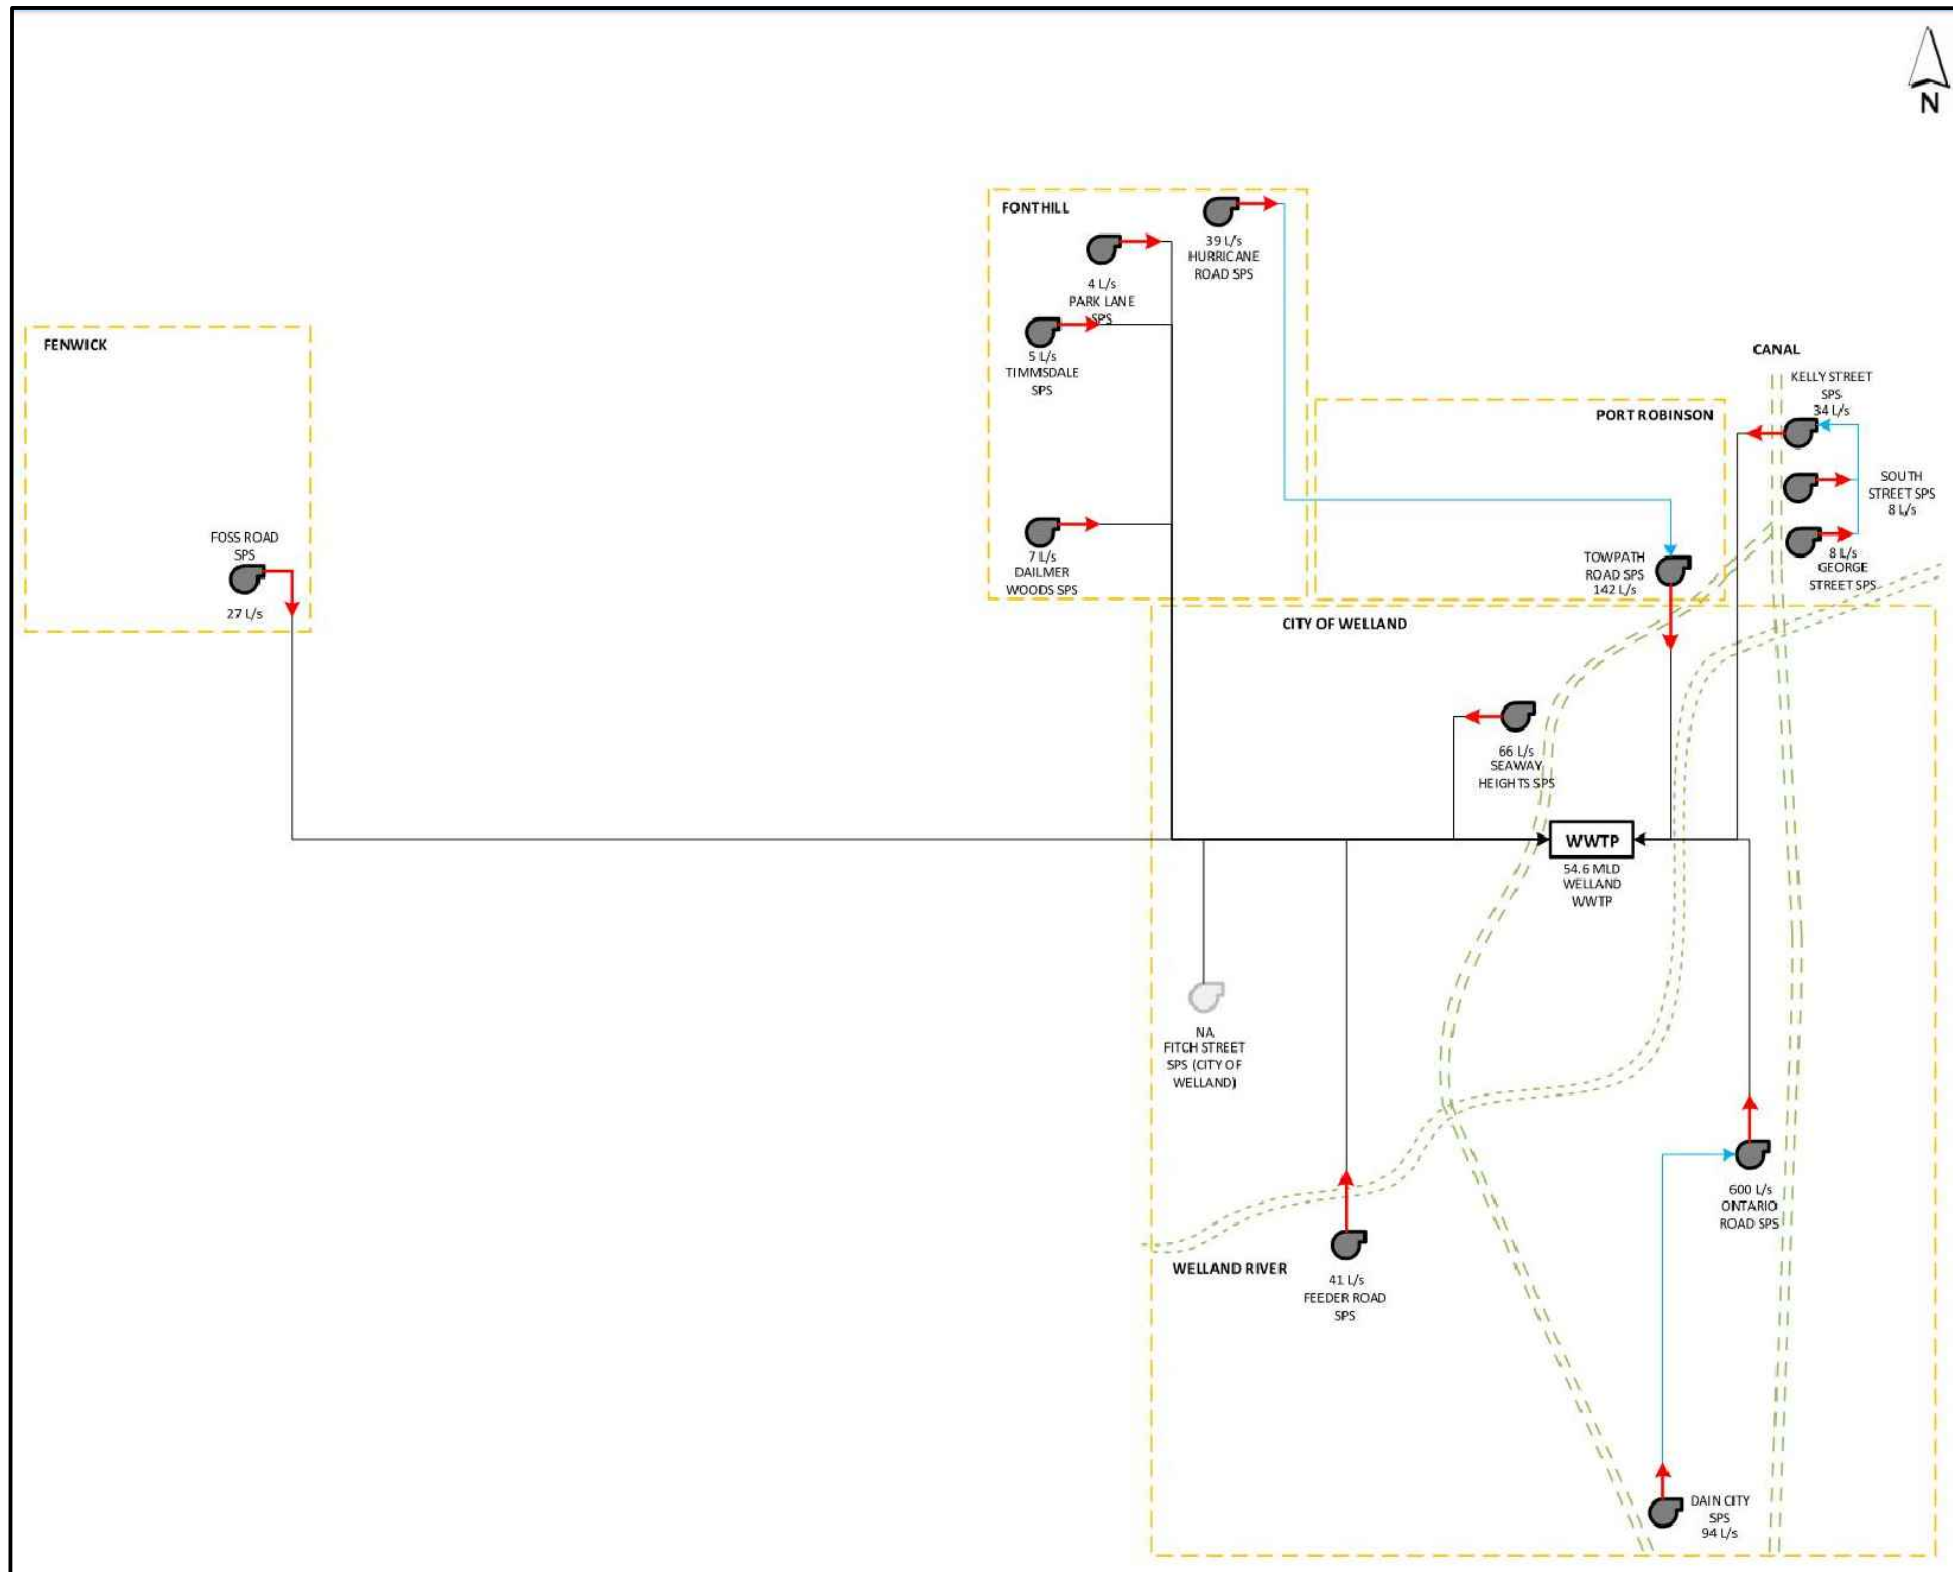 N
FONTHILL
39 L/s
HURRICANE
ROAD SPS
4 L/s
PARK LANE
SPS
5 L/s
TIMMSDALE
SPS
7 L/s
DAILMER
WOODS SPS
FENWICK
FOSS ROAD
SPS
27 L/s
PORT ROBINSON
TOWPATH
ROAD SPS
142 L/s
CANAL
KELLY STREET
SPS
34 L/s
SOUTH
STREET SPS
8 L/s
8 L/s
GEORGE
STREET SPS
CITY OF WELLAND
66 L/s
SEAWAY
HEIGHTS SPS
WWTP
54.6 MLD
WELLAND
WWTP
NA
FITCH STREET
SPS (CITY OF
WELLAND)
WELLAND RIVER
41 L/s
FEEDER ROAD
SPS
600 L/s
ONTARIO
ROAD SPS
DAIN CITY
SPS
94 L/s